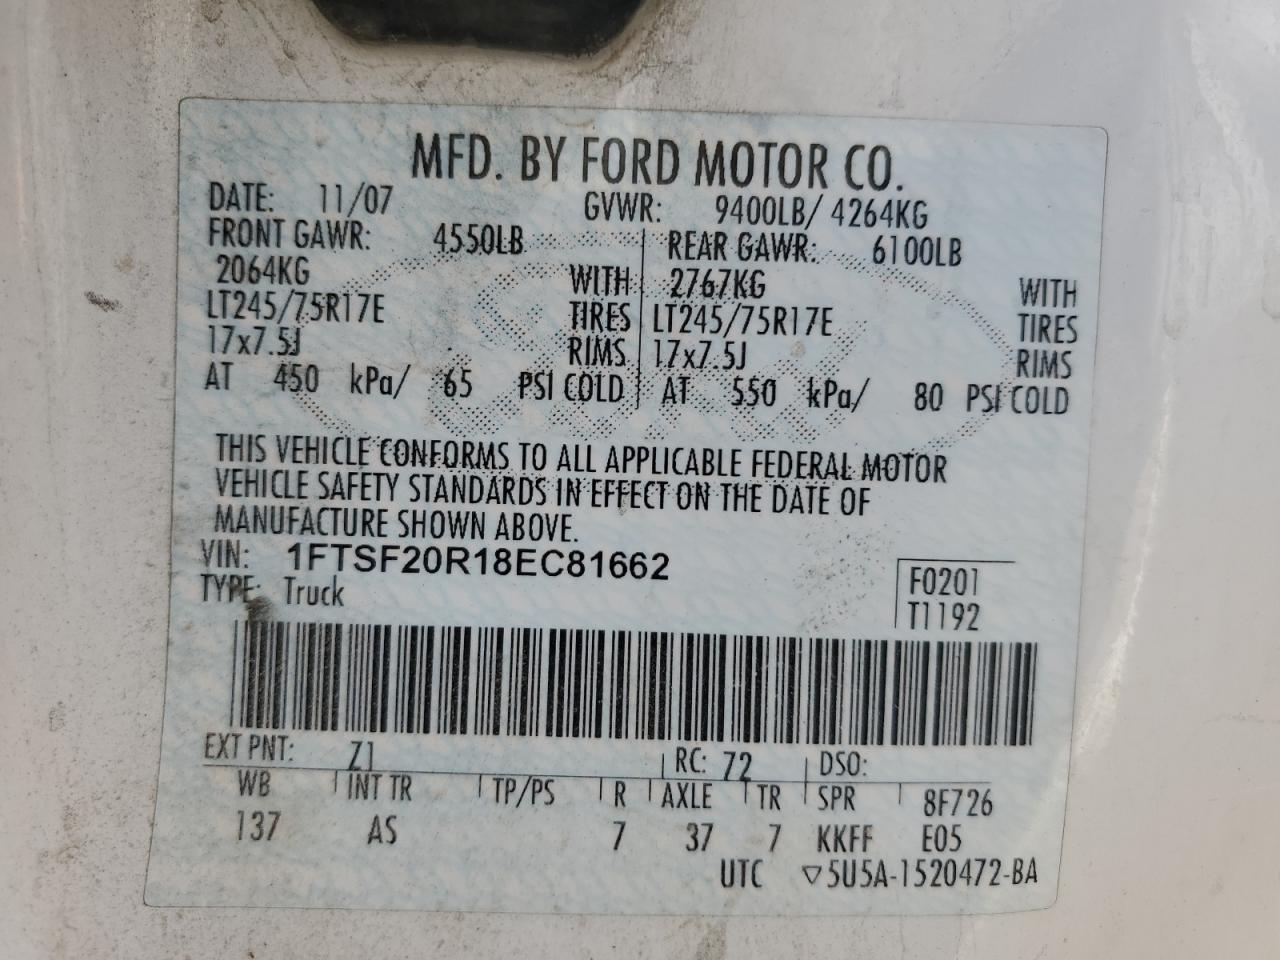 MFD. BY FORD MOTOR CO.
DATE: 11/07 GVWR: 9400LB/ 4264KG
FRONT GAWR: 4550LB REAR GAWR: 6100LB
2064KG WITH 2767KG WITH
LT245/75R17E TIRES LT245/75R17E TIRES
17x7.5J RIMS 17x7.5J RIMS
AT 450 kPa/ 65 PSI COLD AT 550 kPa/ 80 PSI COLD
THIS VEHICLE CONFORMS TO ALL APPLICABLE FEDERAL MOTOR
VEHICLE SAFETY STANDARDS IN EFFECT ON THE DATE OF
MANUFACTURE SHOWN ABOVE.
VIN: 1FTSF20R18EC81662
TYPE: Truck
F0201
T1192
EXT PNT: Z1 RC: 72 DSO:
WB INT TR TP/PS R AXLE TR SPR 8F726
137 AS 7 37 7 KKFF E05
UTC ▽5U5A-1520472-BA